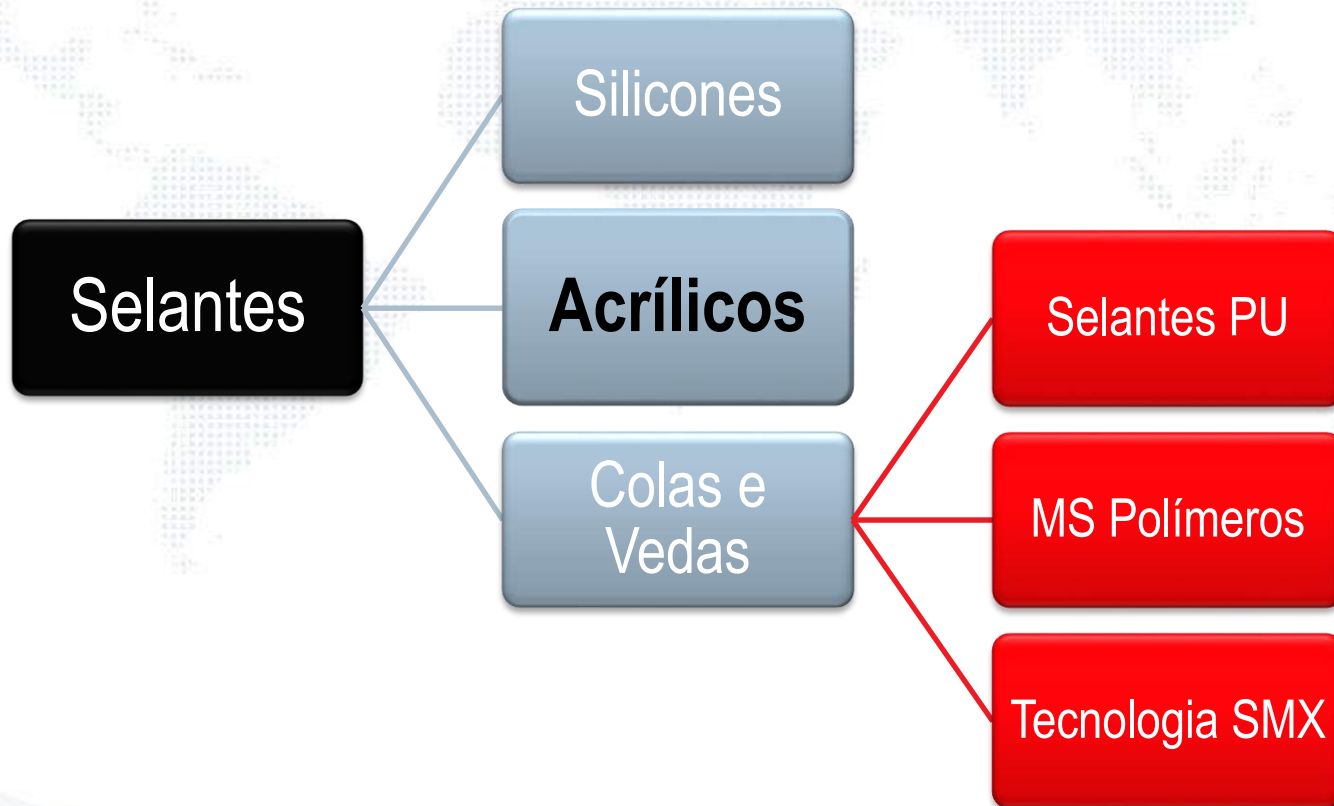 Selantes
Silicones
Acrílicos
Colas e
Vedas
Selantes PU
MS Polímeros
Tecnologia SMX